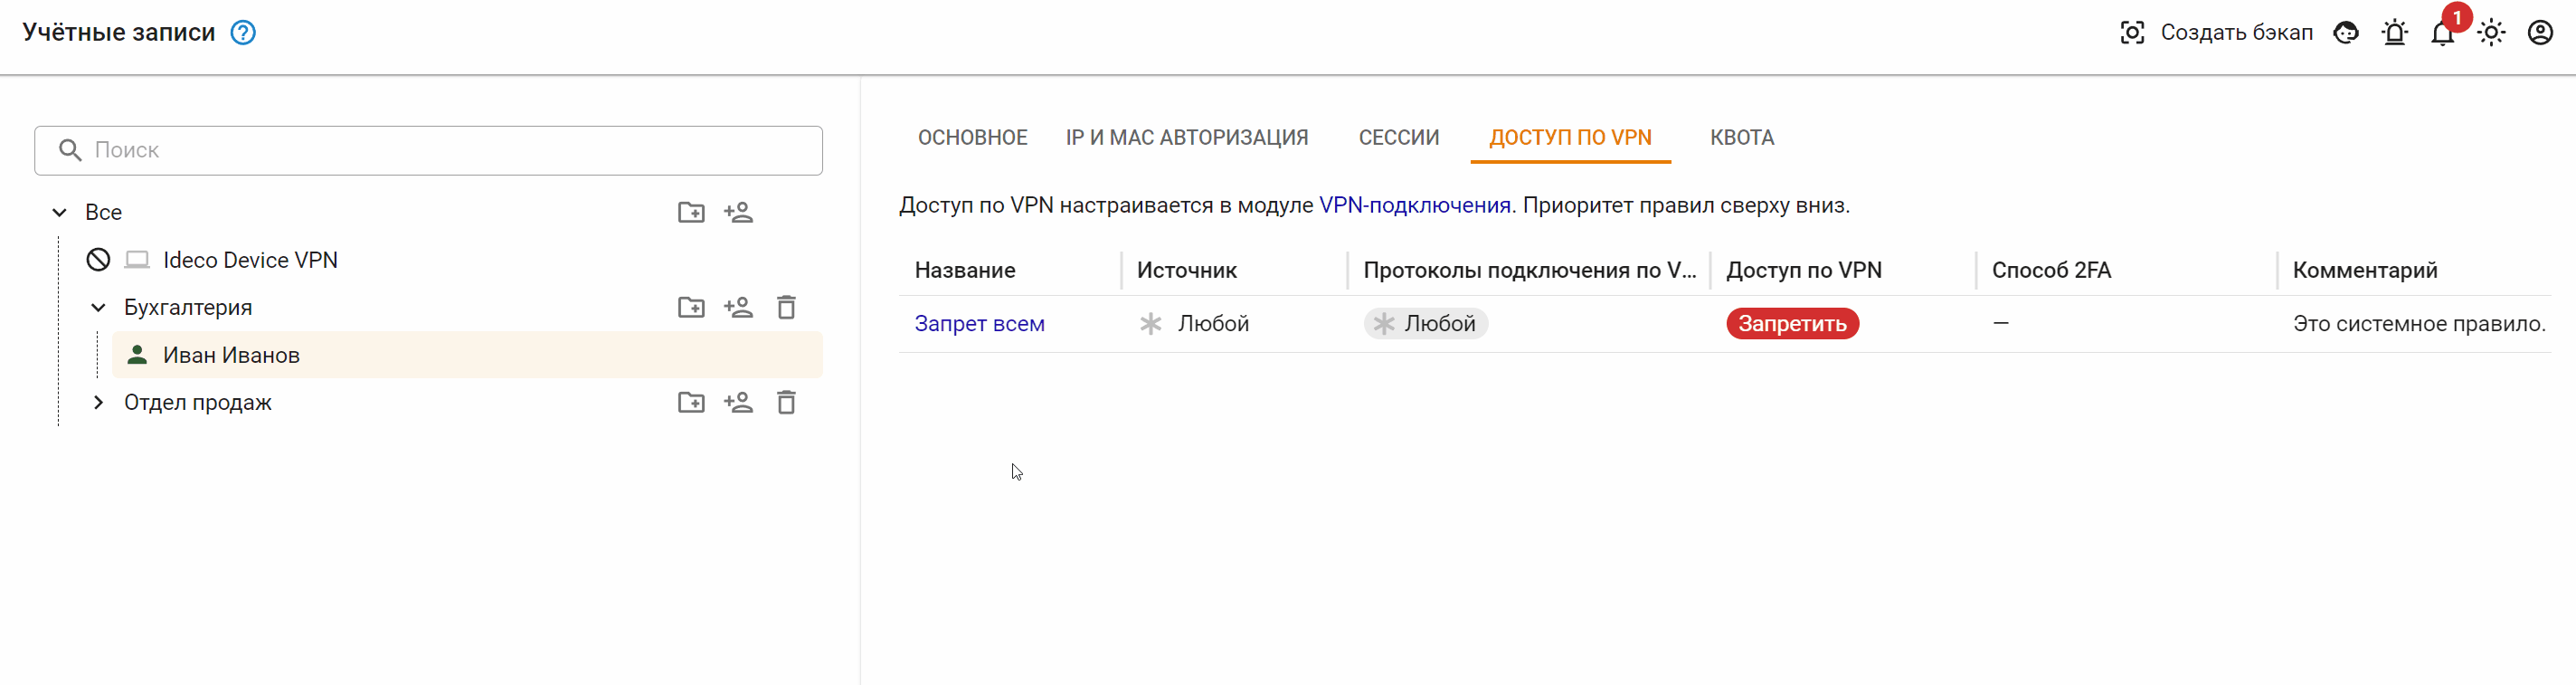 Учётные записи
Создать бэкап
1
Поиск
Все
Ideco Device VPN
Бухгалтерия
Иван Иванов
Отдел продаж
ОСНОВНОЕ IP И MAC АВТОРИЗАЦИЯ СЕССИИ ДОСТУП ПО VPN КВОТА
Доступ по VPN настраивается в модуле VPN-подключения. Приоритет правил сверху вниз.
Название Источник Протоколы подключения по V... Доступ по VPN Способ 2FA Комментарий
Запрет всем Любой Любой Запретить — Это системное правило.